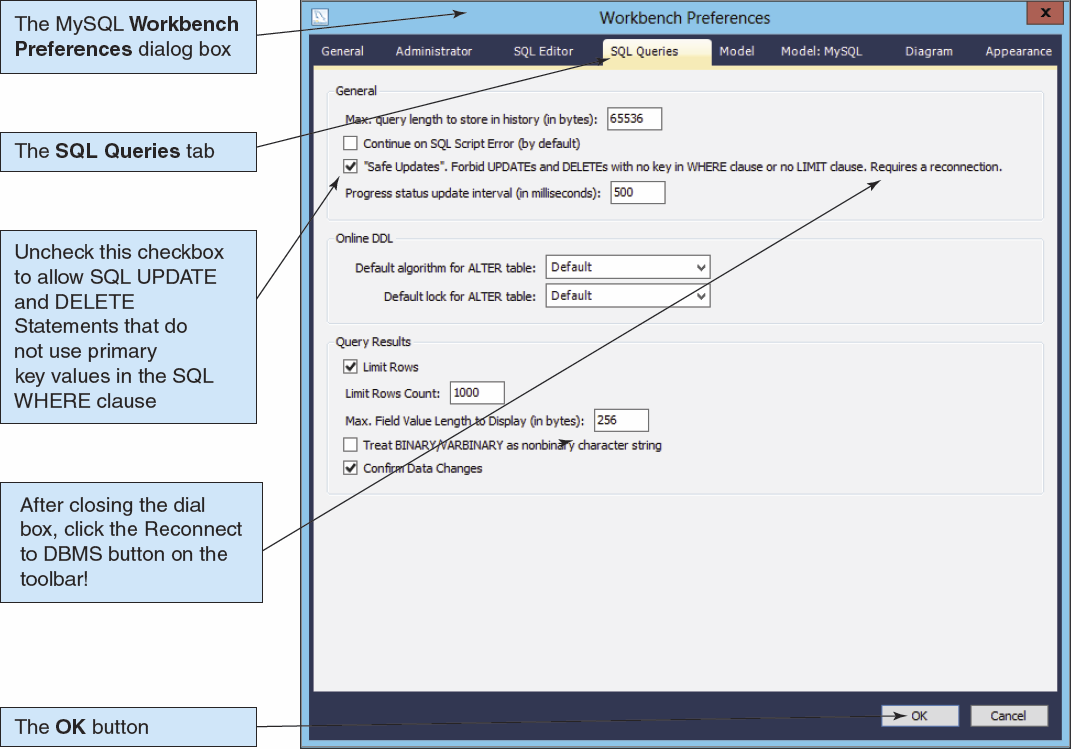 The MySQL Workbench
Preferences dialog box
The SQL Queries tab
Uncheck this checkbox
to allow SQL UPDATE
and DELETE
Statements that do
not use primary
key values in the SQL
WHERE clause
After closing the dial
box, click the Reconnect
to DBMS button on the
toolbar!
The OK button
Workbench Preferences
x
General Administrator SQL Editor SQL Queries Model Model: MySQL Diagram Appearance
General
Max. query length to store in history (in bytes): 65536
Continue on SQL Script Error (by default)
"Safe Updates". Forbid UPDATEs and DELETEs with no key in WHERE clause or no LIMIT clause. Requires a reconnection.
Progress status update interval (in milliseconds): 500
Online DDL
Default algorithm for ALTER table: Default
Default lock for ALTER table: Default
Query Results
Limit Rows
Limit Rows Count: 1000
Max. Field Value Length to Display (in bytes): 256
Treat BINARY/VARBINARY as nonbinary character string
Confirm Data Changes
OK Cancel